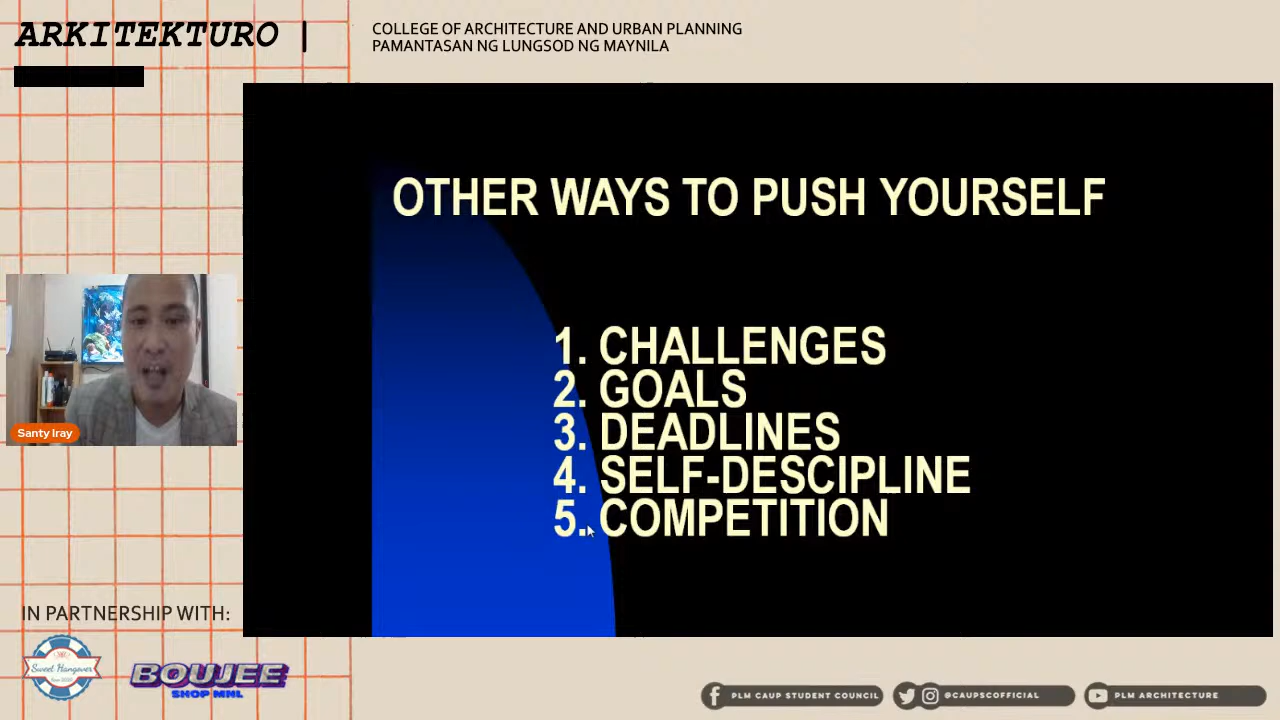 ARKITEKTURO |
COLLEGE OF ARCHITECTURE AND URBAN PLANNING
PAMANTASAN NG LUNGSOD NG MAYNILA
OTHER WAYS TO PUSH YOURSELF
1. CHALLENGES
2. GOALS
3. DEADLINES
4. SELF-DESCIPLINE
5. COMPETITION
Santy Iray
IN PARTNERSHIP WITH:
Sweet Hangover
BOUJEE
SHOP MNL
PLM CAUP STUDENT COUNCIL
@CAUPSCOFFICIAL
PLM ARCHITECTURE